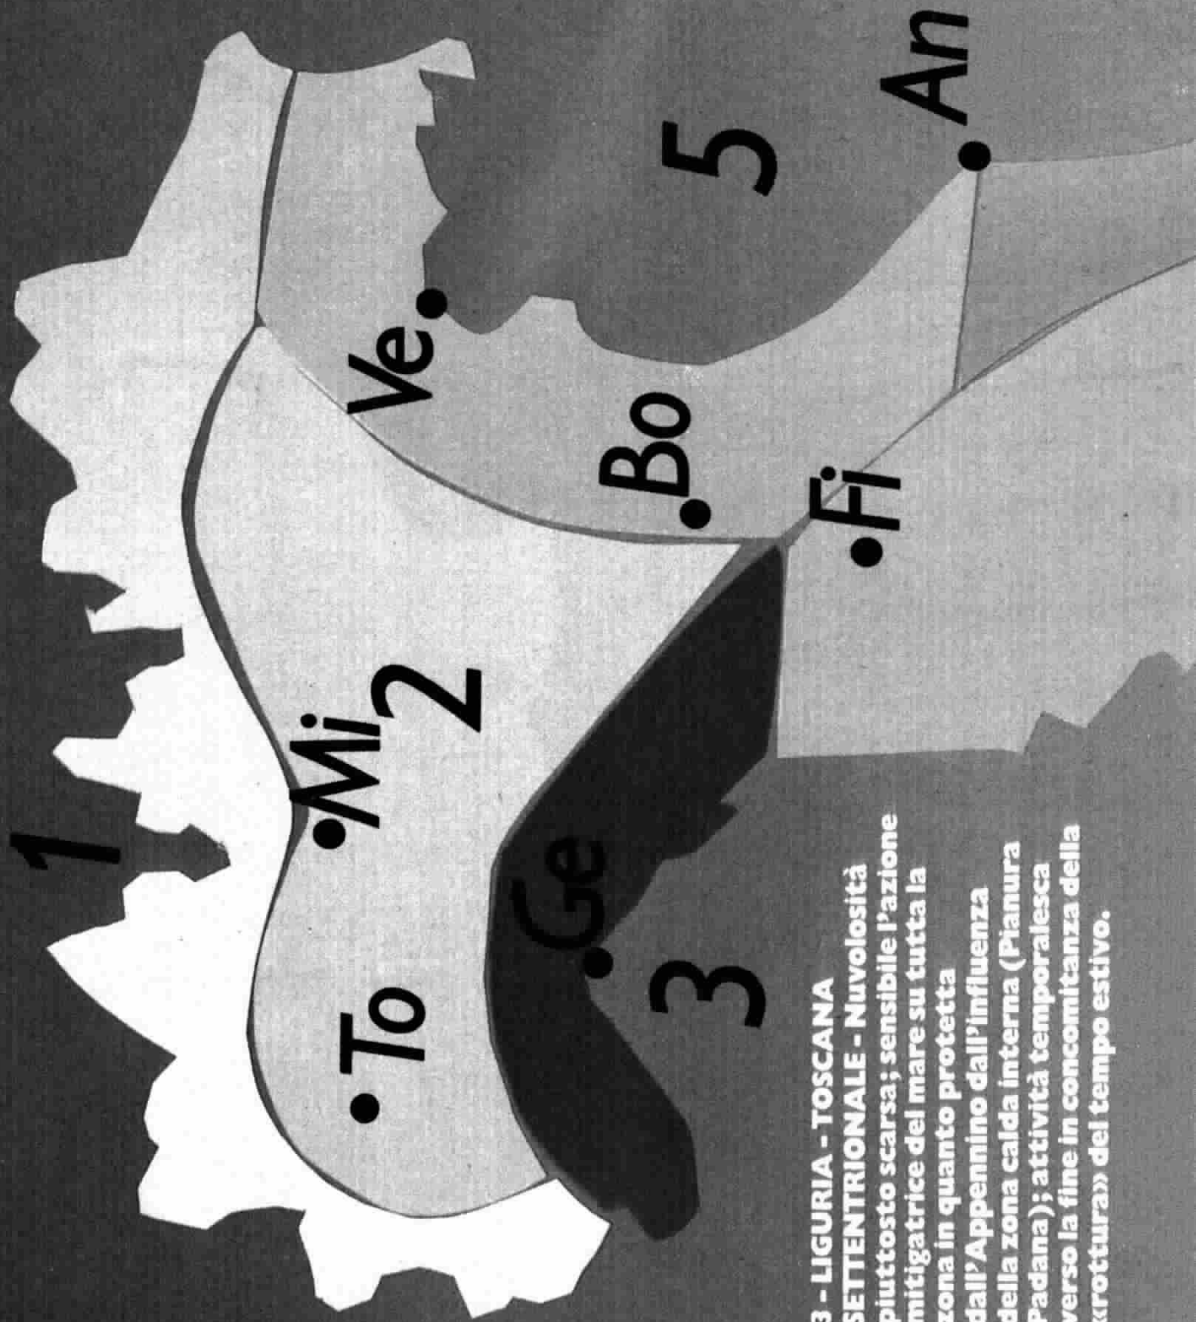 1
2
3
5
To
Mi
Ve
Ge
Bo
Fi
An
3 - LIGURIA - TOSCANA
SETTENTRIONALE - Nuvolosità
piuttosto scarsa; sensibile l'azione
mitigatrice del mare su tutta la
zona in quanto protetta
dall'Appennino dall'influenza
della zona calda interna (Pianura
Padana); attività temporalesca
verso la fine in concomitanza della
«rottura» del tempo estivo.